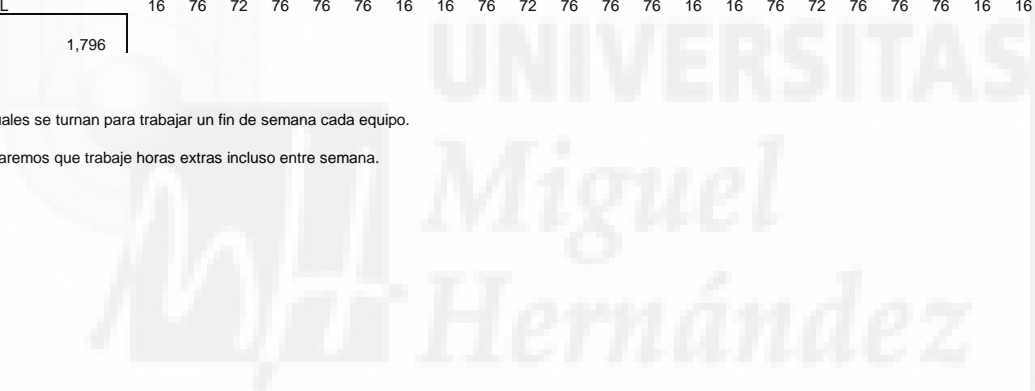 L 16 76 72 76 76 76 16 16 76 72 76 76 76 16 16 76 72 76 76 76 16 16
1,796
UNIVERSITAS
uales se turnan para trabajar un fin de semana cada equipo.
aremos que trabaje horas extras incluso entre semana.
Miguel
Hernández